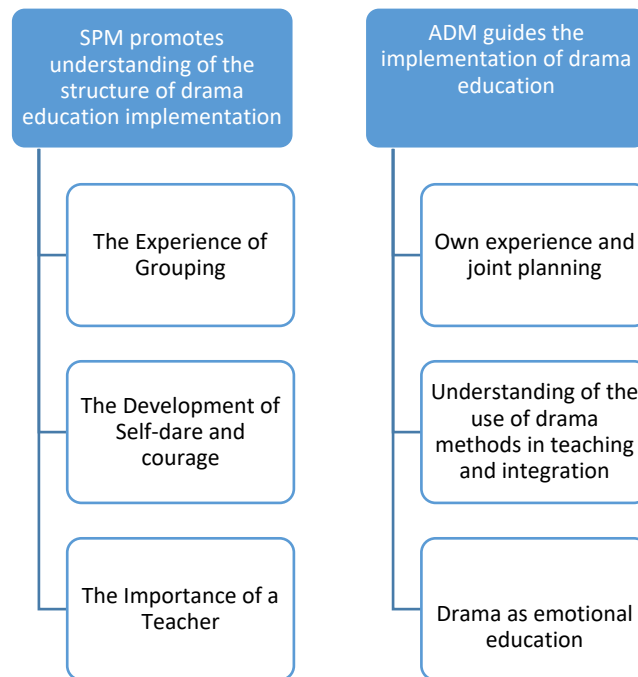 SPM promotes
understanding of the
structure of drama
education implementation
The Experience of
Grouping
The Development of
Self-dare and
courage
The Importance of a
Teacher
ADM guides the
implementation of drama
education
Own experience and
joint planning
Understanding of the
use of drama
methods in teaching
and integration
Drama as emotional
education